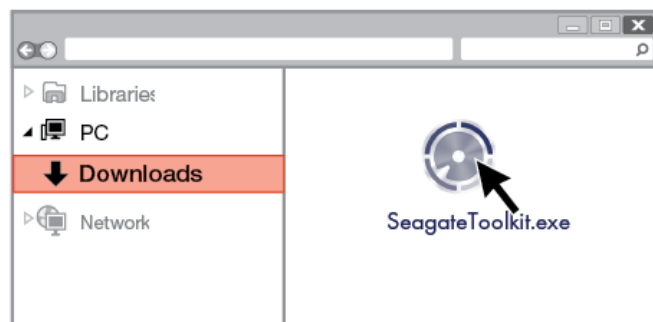 Libraries
PC
Downloads
Network
SeagateToolkit.exe